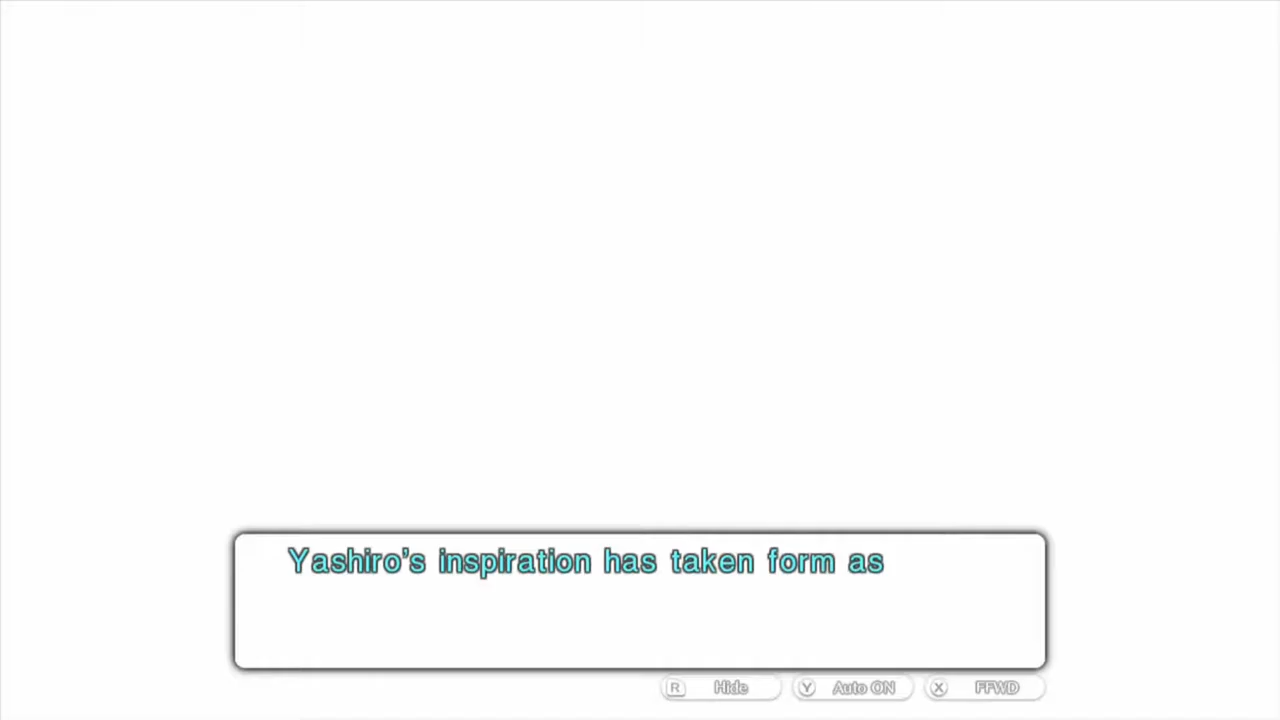 Yashiro's inspiration has taken form as
R Hide Y Auto ON X FFWD